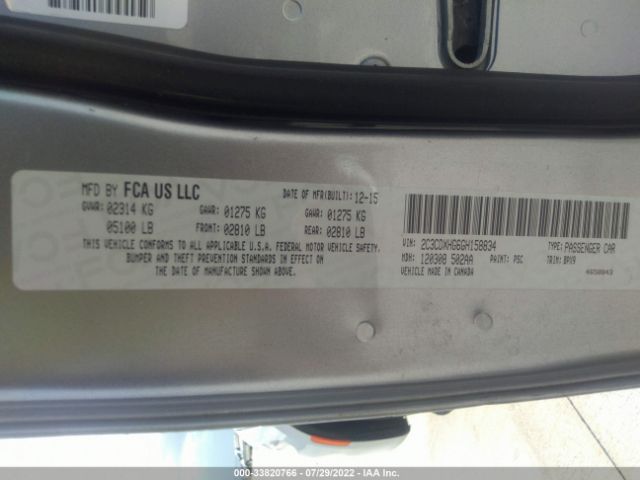 MFD BY FCA US LLC
DATE OF MFR(BUILT): 12-15
GVWR: 02314 KG GAWR: 01275 KG GAWR: 01275 KG
05100 LB FRONT: 02810 LB REAR: 02810 LB
THIS VEHICLE CONFORMS TO ALL APPLICABLE U.S.A. FEDERAL MOTOR VEHICLE SAFETY,
BUMPER AND THEFT PREVENTION STANDARDS IN EFFECT ON
THE DATE OF MANUFACTURE SHOWN ABOVE.
VIN: 2C3CDXHG6GH158834 TYPE: PASSENGER CAR
MDH: 120308 502AA PAINT: PSC TRIM: BPX9
VEHICLE MADE IN CANADA
4650843
000-33820766 - 07/29/2022 - IAA Inc.